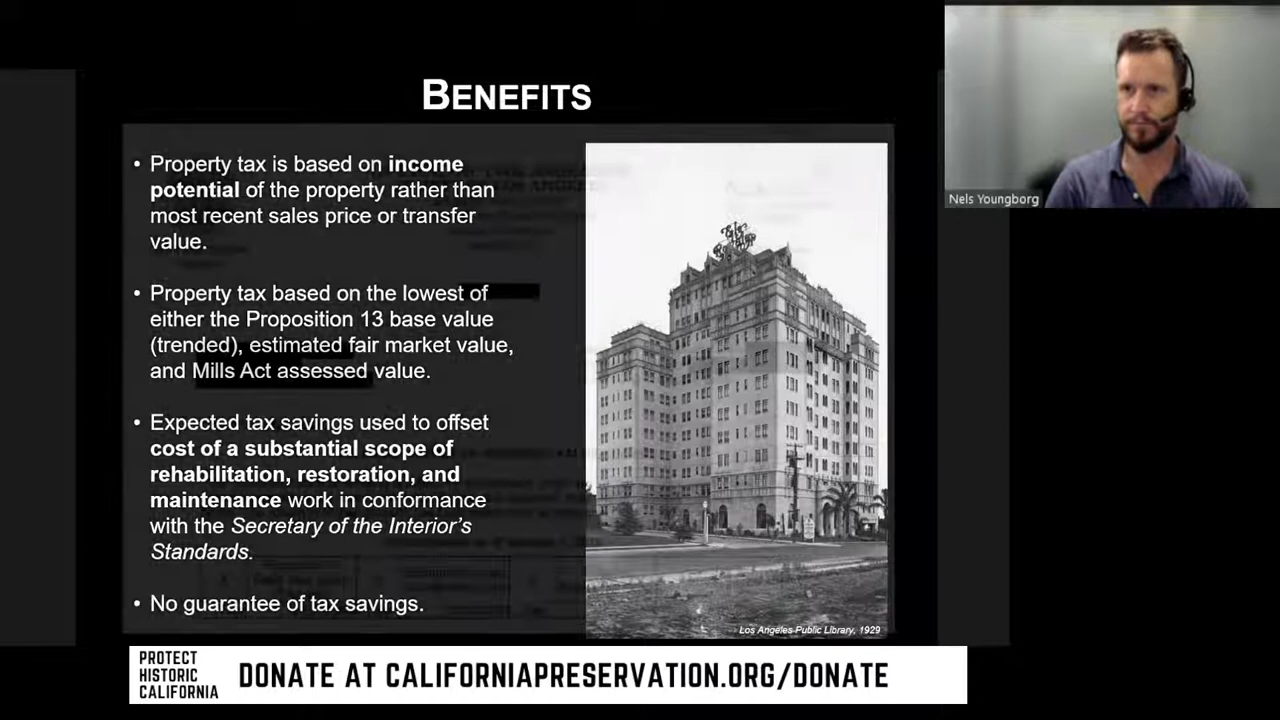 BENEFITS
• Property tax is based on income
potential of the property rather than
most recent sales price or transfer
value.
• Property tax based on the lowest of
either the Proposition 13 base value
(trended), estimated fair market value,
and Mills Act assessed value.
• Expected tax savings used to offset
cost of a substantial scope of
rehabilitation, restoration, and
maintenance work in conformance
with the Secretary of the Interior's
Standards.
• No guarantee of tax savings.
Los Angeles Public Library, 1929
Nels Youngborg
PROTECT
HISTORIC
CALIFORNIA
DONATE AT CALIFORNIAPRESERVATION.ORG/DONATE